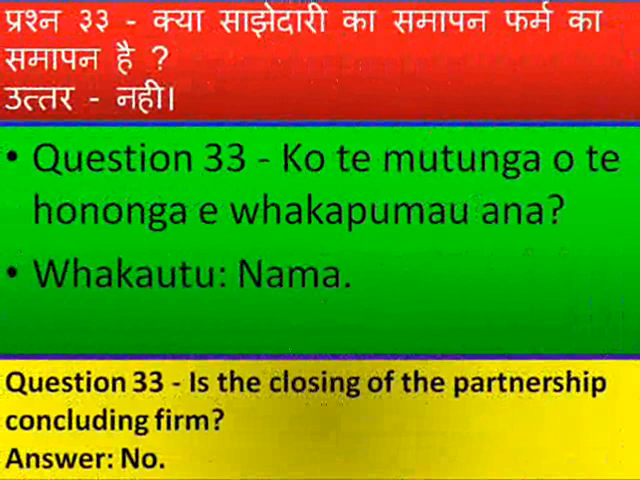 प्रश्न ३३ - क्या साझेदारी का समापन फर्म का
समापन है ?
उत्तर - नही।
• Question 33 - Ko te mutunga o te
hononga e whakapumau ana?
• Whakautu: Nama.
Question 33 - Is the closing of the partnership
concluding firm?
Answer: No.